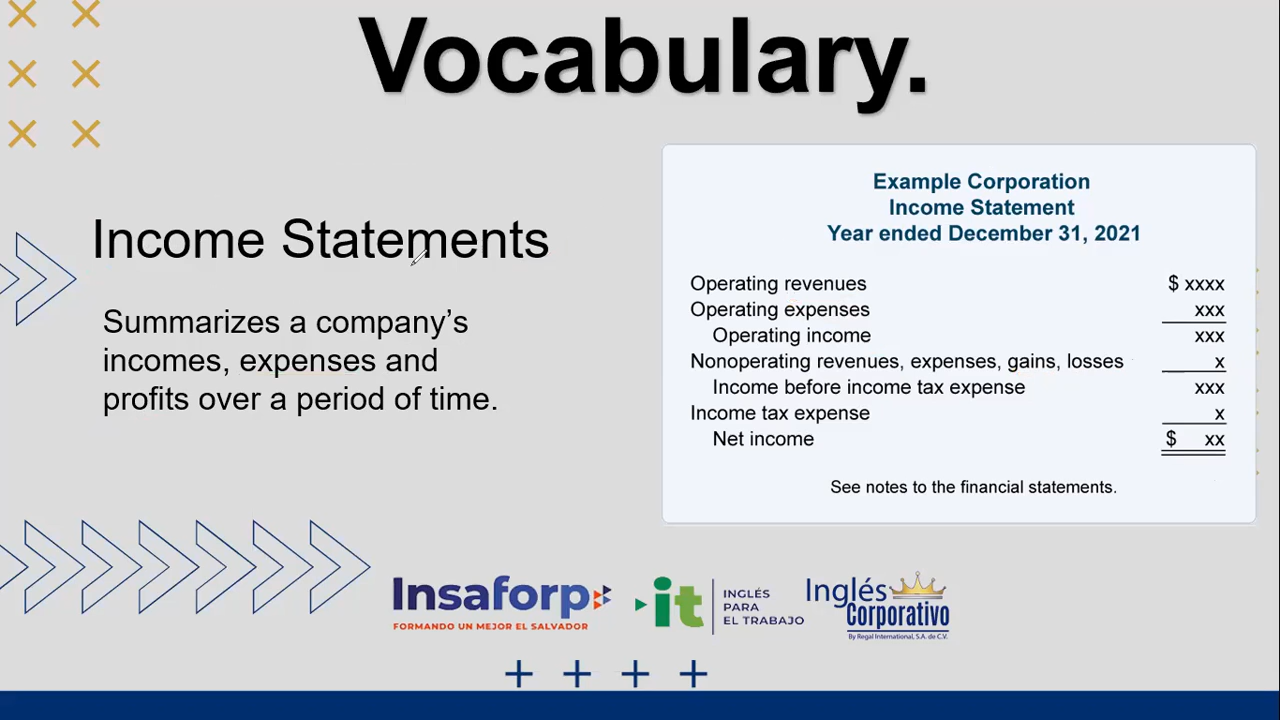 Vocabulary.
Income Statements
Summarizes a company's
incomes, expenses and
profits over a period of time.
Example Corporation
Income Statement
Year ended December 31, 2021
Operating revenues $ xxxx
Operating expenses xxx
Operating income xxx
Nonoperating revenues, expenses, gains, losses x
Income before income tax expense xxx
Income tax expense x
Net income $ xx
See notes to the financial statements.
Insaforp
FORMANDO UN MEJOR EL SALVADOR
it
INGLÉS
PARA
EL TRABAJO
Inglés
Corporativo
By Regal International, S.A. de C.V.